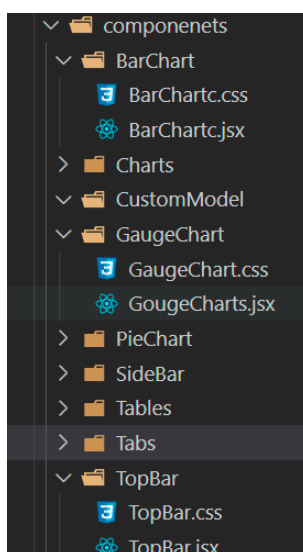 componenets
BarChart
BarChartc.css
BarChartc.jsx
Charts
CustomModel
GaugeChart
GaugeChart.css
GougeCharts.jsx
PieChart
SideBar
Tables
Tabs
TopBar
TopBar.css
TopBar.jsx